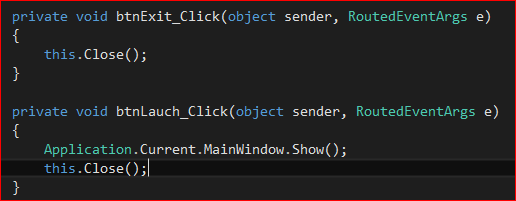 private void btnExit_Click(object sender, RoutedEventArgs e)
{
    this.Close();
}
private void btnLauch_Click(object sender, RoutedEventArgs e)
{
    Application.Current.MainWindow.Show();
    this.Close();
}